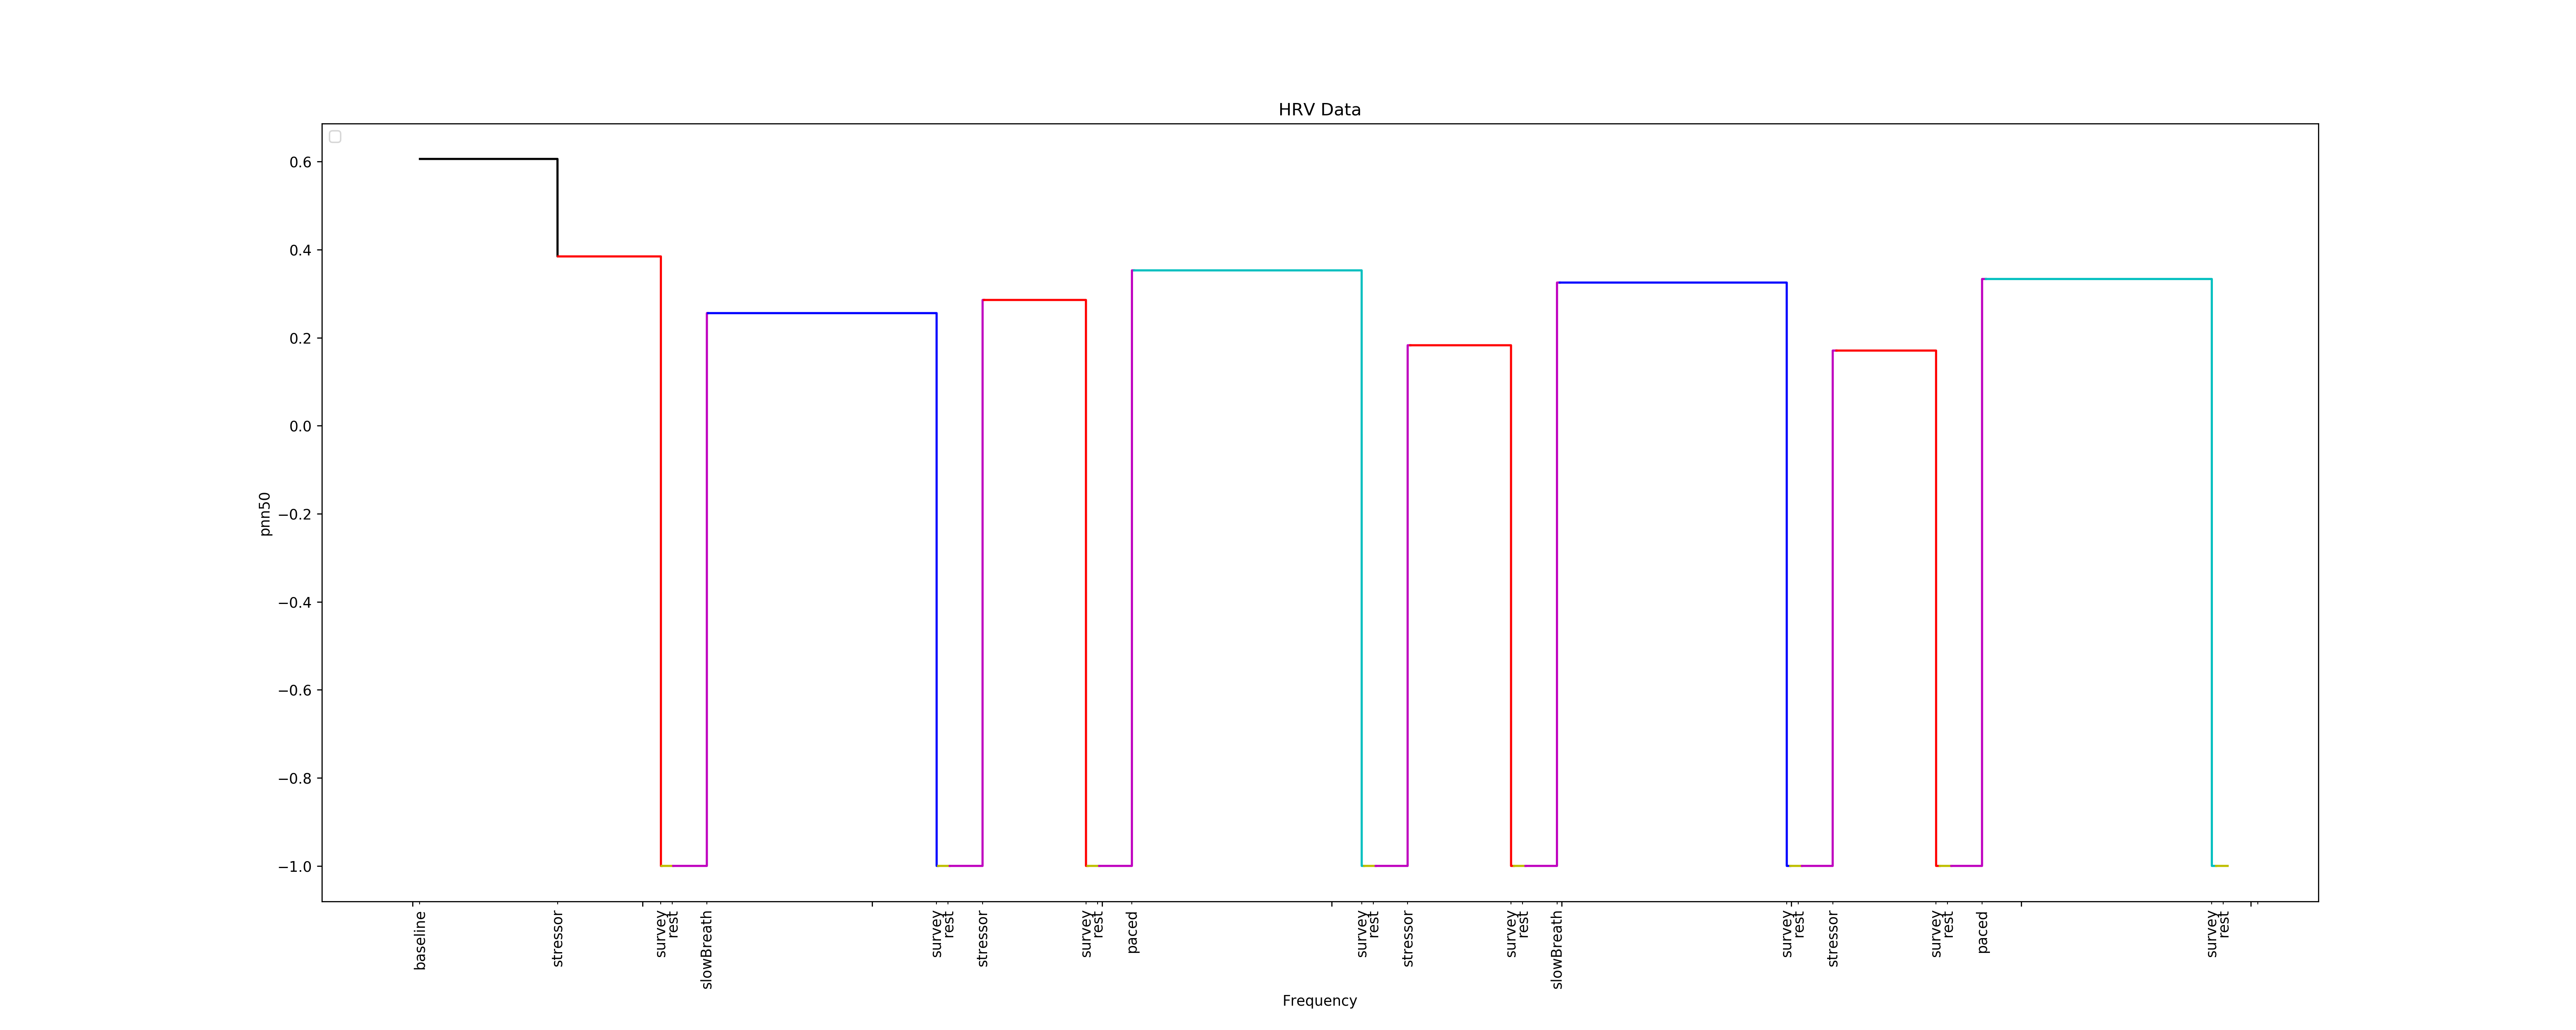 HRV Data
0.6
0.4
0.2
0.0
−0.2
−0.4
−0.6
−0.8
−1.0
pnn50
baseline
stressor
survey
rest
slowBreath
survey
rest
stressor
survey
rest
paced
survey
rest
stressor
survey
rest
slowBreath
survey
rest
stressor
survey
rest
paced
survey
rest
Frequency